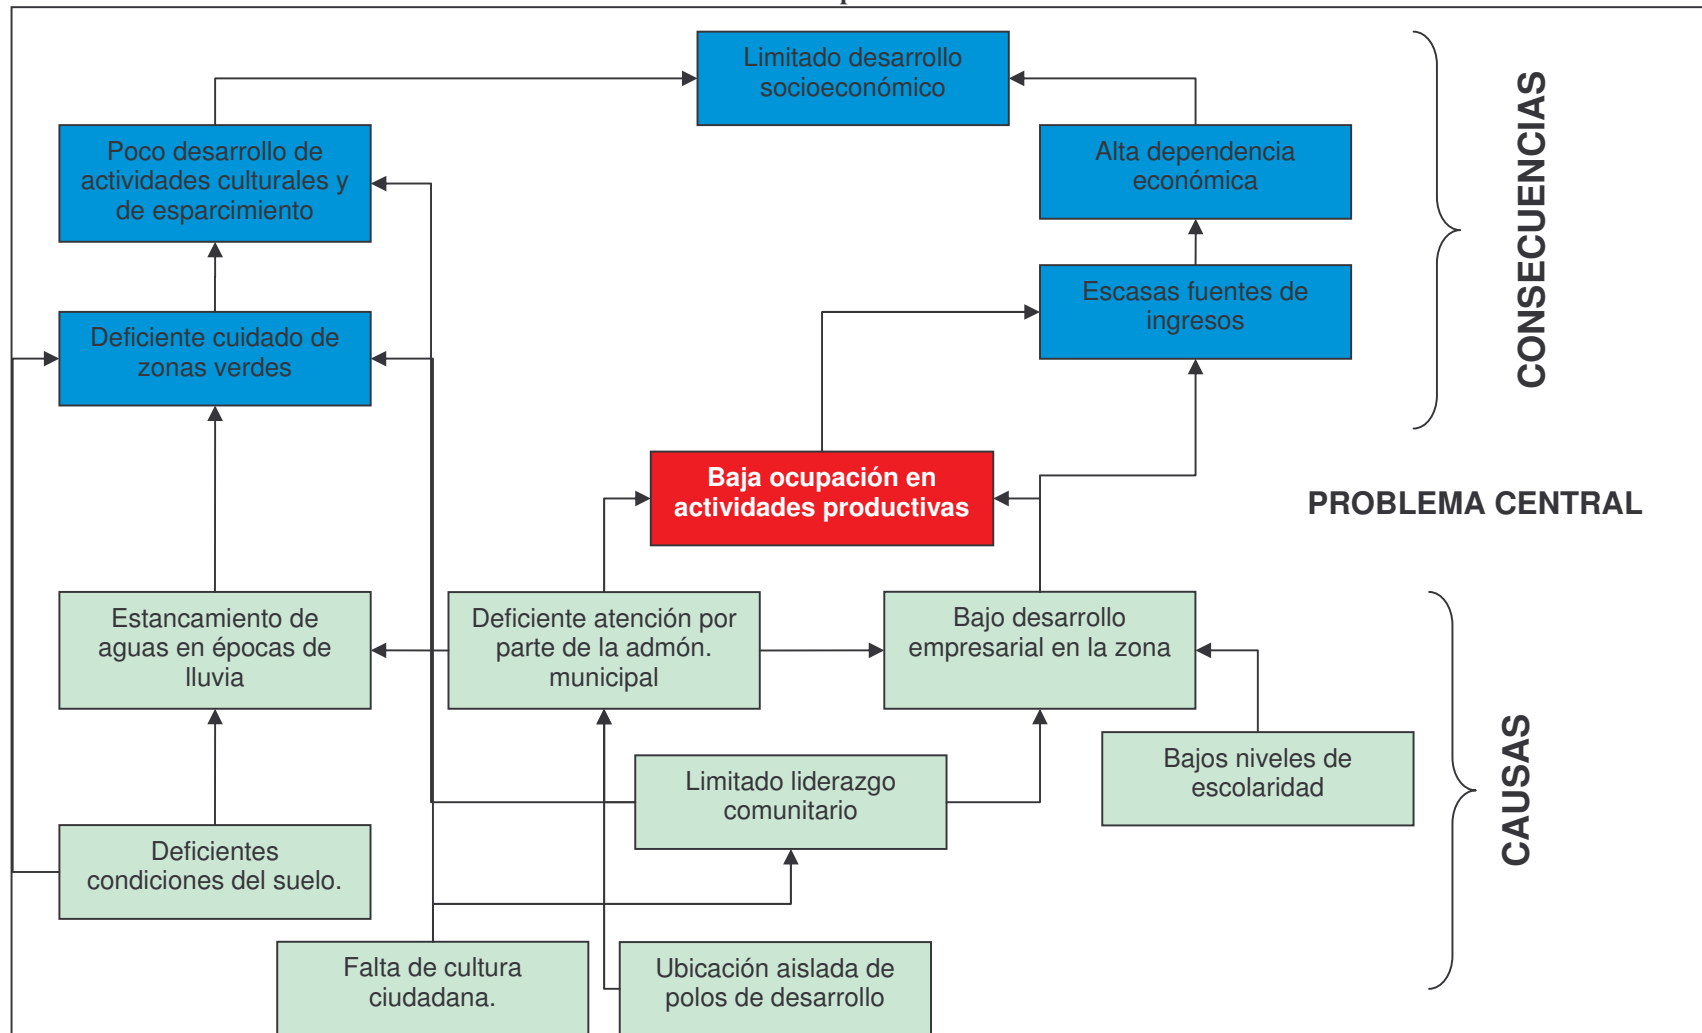 Limitado desarrollo
socioeconómico
Poco desarrollo de
actividades culturales y
de esparcimiento
Alta dependencia
económica
Escasas fuentes de
ingresos
Deficiente cuidado de
zonas verdes
CONSECUENCIAS
Baja ocupación en
actividades productivas
PROBLEMA CENTRAL
Estancamiento de
aguas en épocas de
lluvia
Deficiente atención por
parte de la admón.
municipal
Bajo desarrollo
empresarial en la zona
Limitado liderazgo
comunitario
Bajos niveles de
escolaridad
CAUSAS
Deficientes
condiciones del suelo.
Falta de cultura
ciudadana.
Ubicación aislada de
polos de desarrollo